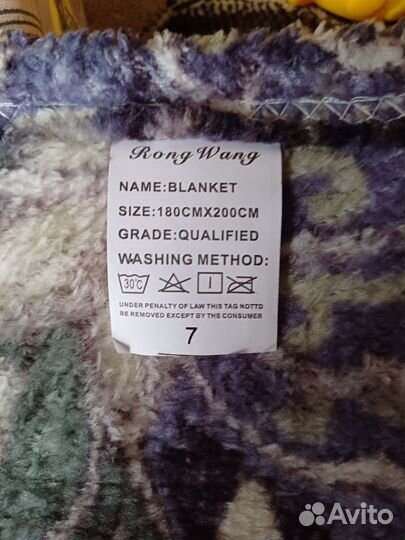 Rong Wang
NAME:BLANKET
SIZE:180CMX200CM
GRADE:QUALIFIED
WASHING METHOD:
30°C
UNDER PENALTY OF LAW THIS TAG NOTTO
BE REMOVED EXCEPT BY THE CONSUMER
7
Avito